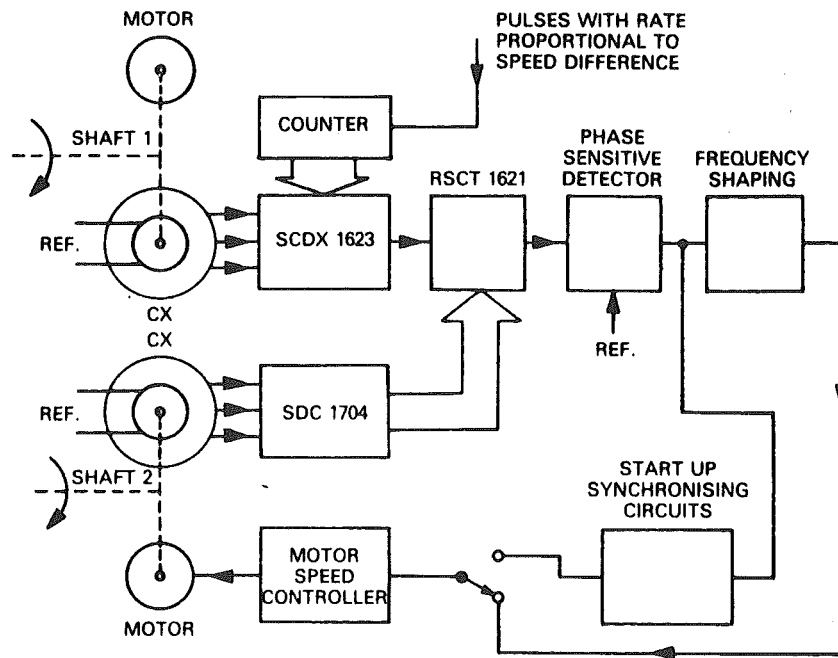 MOTOR
PULSES WITH RATE
PROPORTIONAL TO
SPEED DIFFERENCE
COUNTER
SHAFT 1
PHASE
SENSITIVE
DETECTOR
FREQUENCY
SHAPING
RSCT 1621
SCDX 1623
REF.
CX
CX
REF.
REF.
SDC 1704
SHAFT 2
START UP
SYNCHRONISING
CIRCUITS
MOTOR
SPEED
CONTROLLER
MOTOR